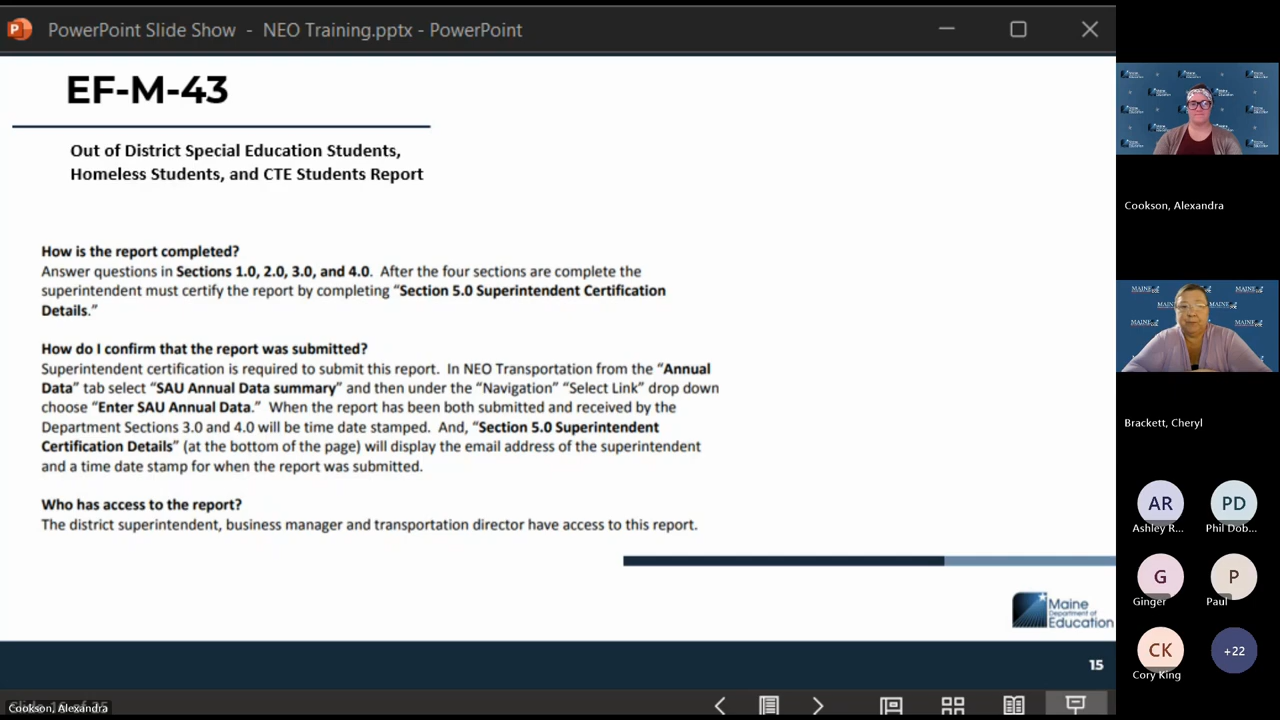 PowerPoint Slide Show - NEO Training.pptx - PowerPoint
EF-M-43
Out of District Special Education Students,
Homeless Students, and CTE Students Report
How is the report completed?
Answer questions in Sections 1.0, 2.0, 3.0, and 4.0. After the four sections are complete the
superintendent must certify the report by completing “Section 5.0 Superintendent Certification
Details.”
How do I confirm that the report was submitted?
Superintendent certification is required to submit this report. In NEO Transportation from the “Annual
Data” tab select “SAU Annual Data summary” and then under the “Navigation” “Select Link” drop down
choose “Enter SAU Annual Data.” When the report has been both submitted and received by the
Department Sections 3.0 and 4.0 will be time date stamped. And, “Section 5.0 Superintendent
Certification Details” (at the bottom of the page) will display the email address of the superintendent
and a time date stamp for when the report was submitted.
Who has access to the report?
The district superintendent, business manager and transportation director have access to this report.
Maine
Department of
Education
15
Cookson, Alexandra
Cookson, Alexandra
Brackett, Cheryl
AR
PD
Ashley R...
Phil Dob...
G
P
Ginger
Paul
CK
+22
Cory King